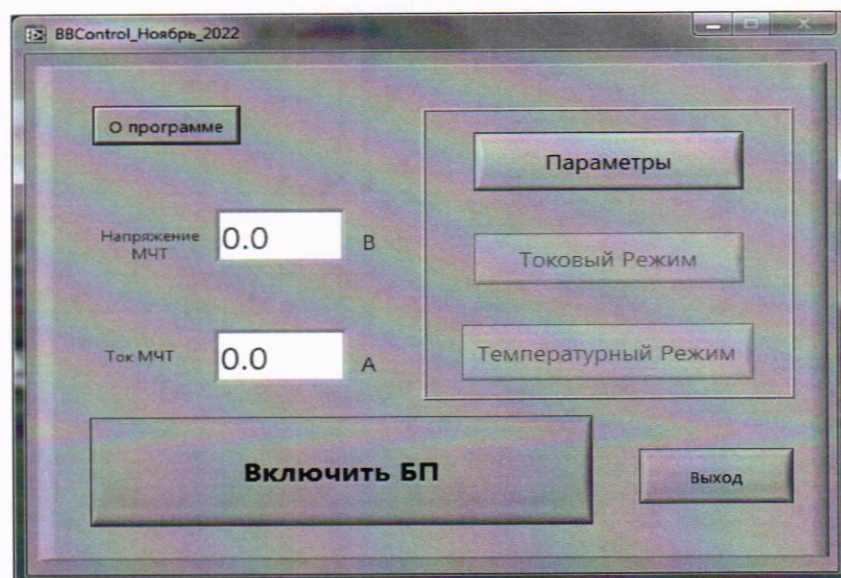 BBControl_Ноябрь_2022
О программе
Параметры
Напряжение
МЧТ
0.0
В
Токовый Режим
Ток МЧТ
0.0
А
Температурный Режим
Включить БП
Выход